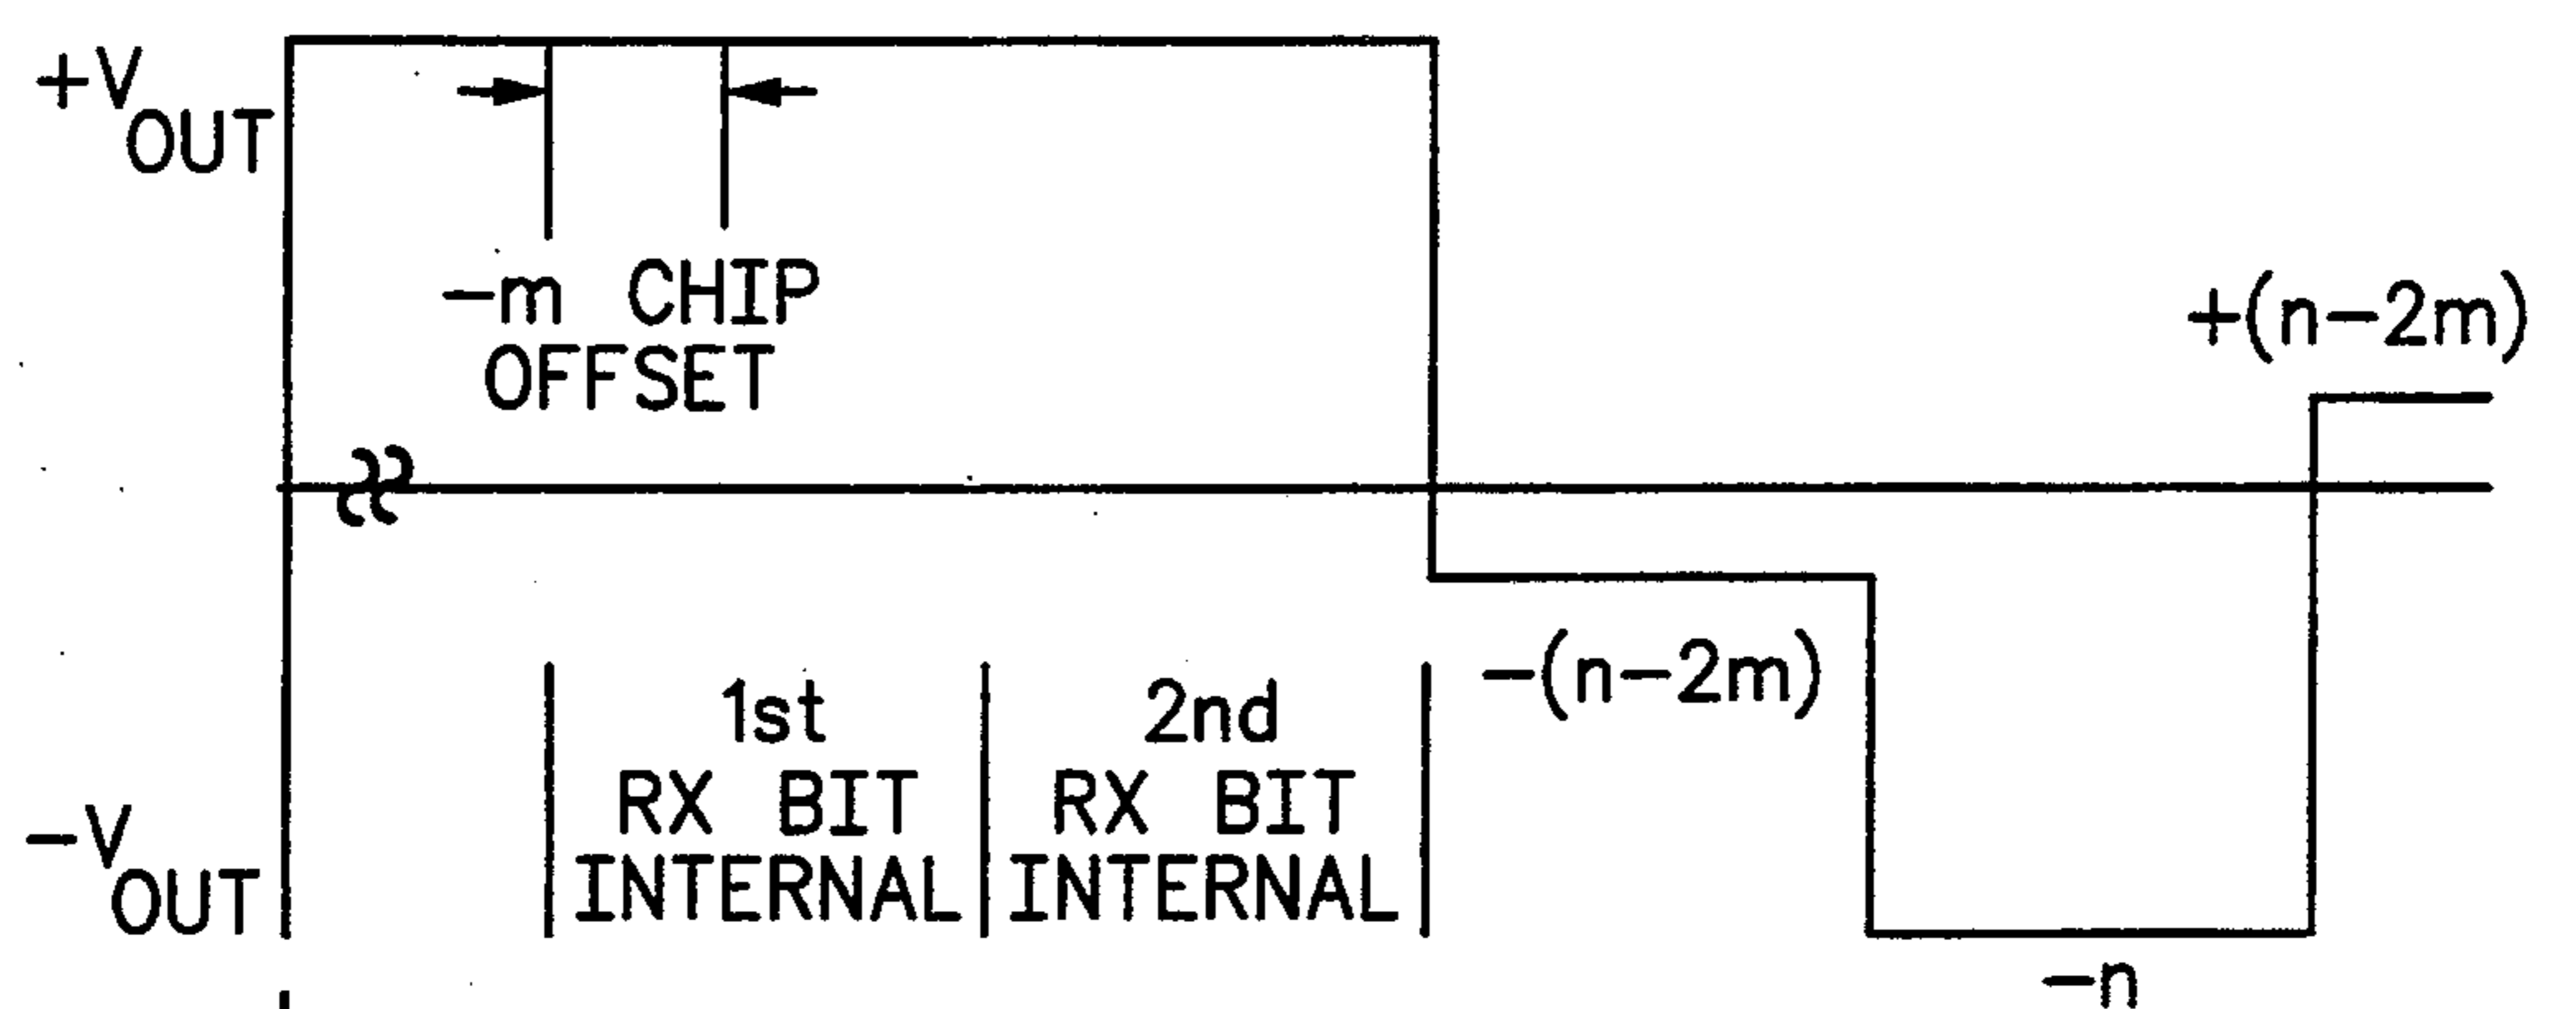 +V
OUT
-m CHIP
OFFSET
+(n-2m)
-(n-2m)
1st
RX BIT
INTERNAL
2nd
RX BIT
INTERNAL
-V
OUT
-n